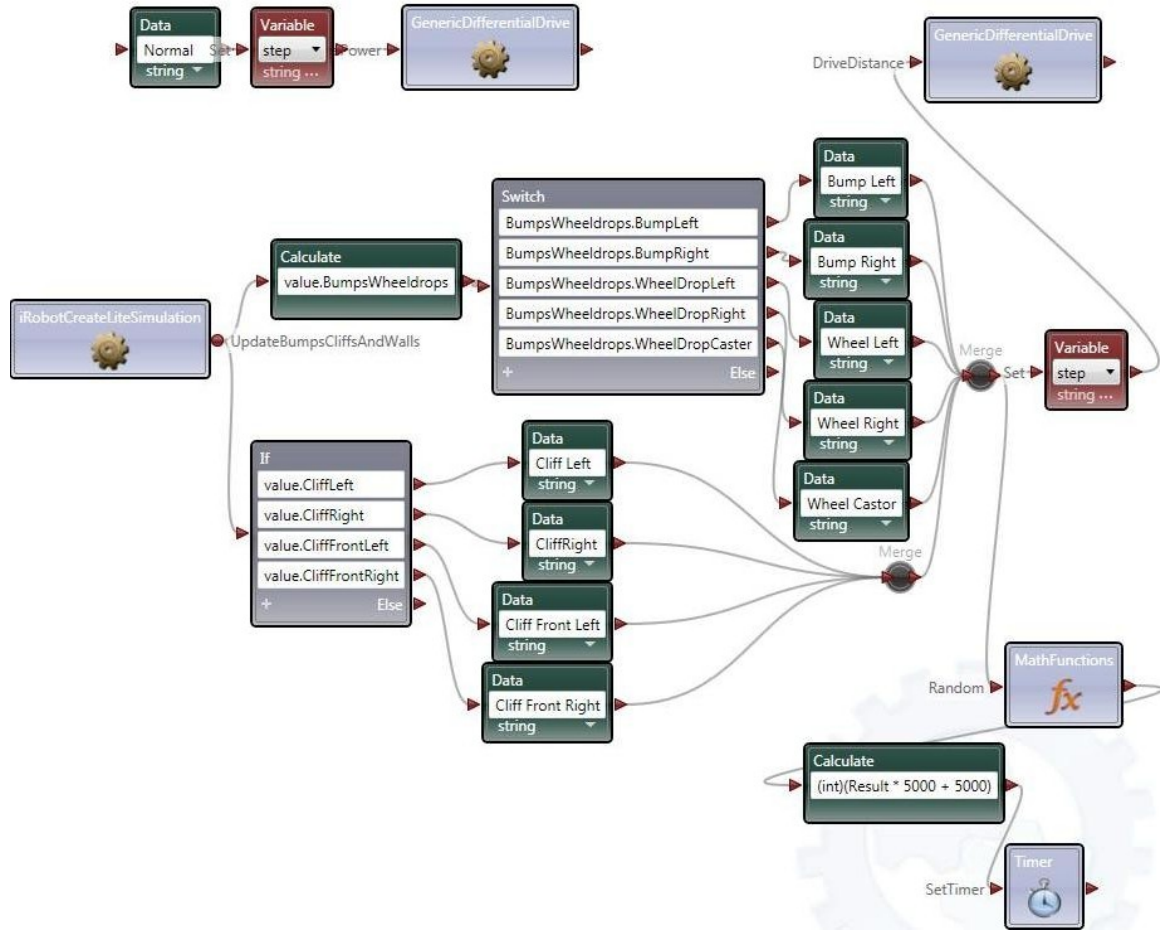 Data
Normal
string
Set
Variable
step
string ...
Power
GenericDifferentialDrive
GenericDifferentialDrive
DriveDistance
iRobotCreateLiteSimulation
UpdateBumpsCliffsAndWalls
Calculate
value.BumpsWheeldrops
Switch
BumpsWheeldrops.BumpLeft
BumpsWheeldrops.BumpRight
BumpsWheeldrops.WheelDropLeft
BumpsWheeldrops.WheelDropRight
BumpsWheeldrops.WheelDropCaster
+ Else
Data
Bump Left
string
Data
Bump Right
string
Data
Wheel Left
string
Data
Wheel Right
string
Data
Wheel Castor
string
Merge
Set
Variable
step
string ...
If
value.CliffLeft
value.CliffRight
value.CliffFrontLeft
value.CliffFrontRight
+ Else
Data
Cliff Left
string
Data
CliffRight
string
Data
Cliff Front Left
string
Data
Cliff Front Right
string
Merge
Random
MathFunctions
fx
Calculate
(int)(Result * 5000 + 5000)
SetTimer
Timer